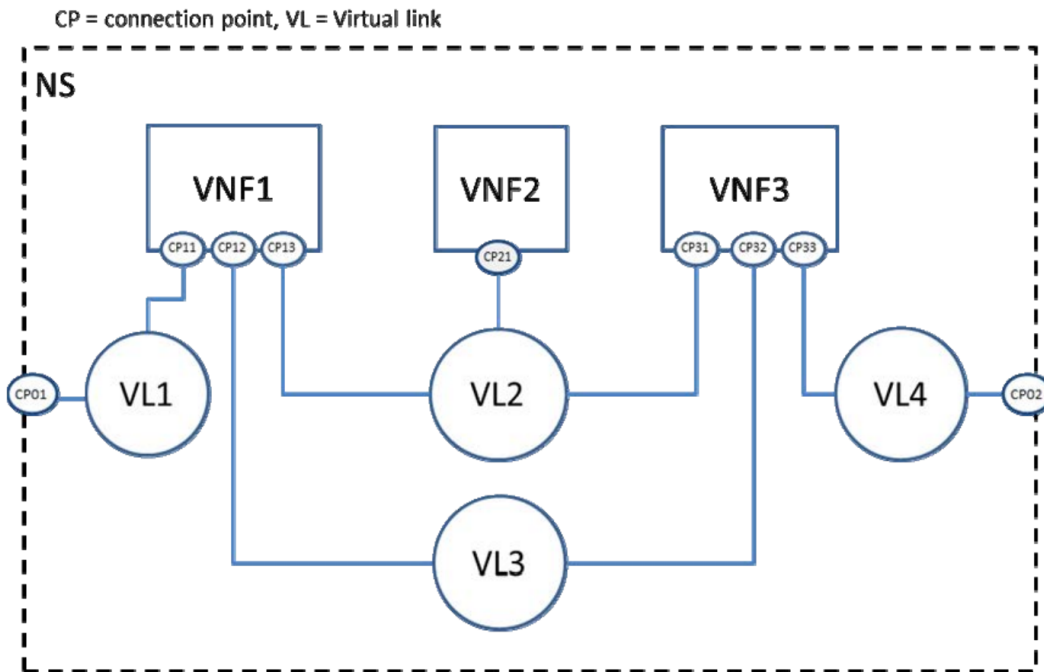 CP = connection point, VL = Virtual link
NS
VNF1
VNF2
VNF3
CP11
CP12
CP13
CP21
CP31
CP32
CP33
CP01
VL1
VL2
VL4
CP02
VL3